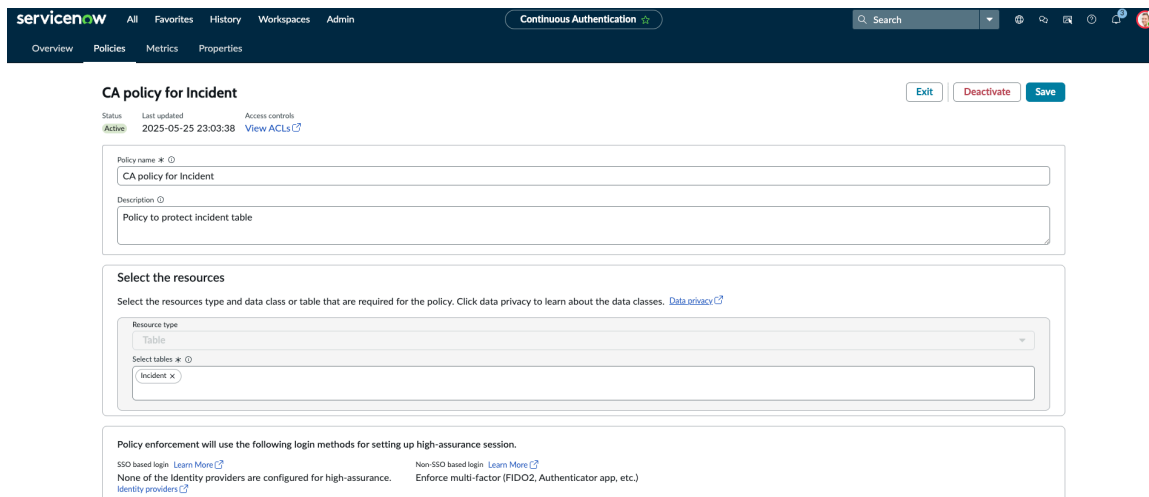 servicenow All Favorites History Workspaces Admin Continuous Authentication ☆ Search 3
Overview Policies Metrics Properties
CA policy for Incident Exit Deactivate Save
Status Last updated Access controls
Active 2025-05-25 23:03:38 View ACLs
Policy name *
CA policy for Incident
Description
Policy to protect incident table
Select the resources
Select the resources type and data class or table that are required for the policy. Click data privacy to learn about the data classes. Data privacy
Resource type
Table
Select tables *
Incident ×
Policy enforcement will use the following login methods for setting up high-assurance session.
SSO based login Learn More Non-SSO based login Learn More
None of the Identity providers are configured for high-assurance. Enforce multi-factor (FIDO2, Authenticator app, etc.)
Identity providers